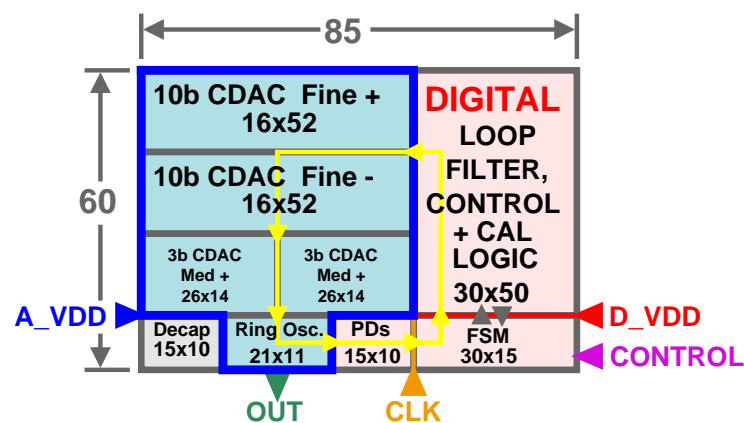 85
60
10b CDAC Fine +
16x52
10b CDAC Fine -
16x52
3b CDAC
Med +
26x14
3b CDAC
Med +
26x14
DIGITAL
LOOP
FILTER,
CONTROL
+ CAL
LOGIC
30x50
A_VDD
Decap
15x10
Ring Osc.
21x11
PDs
15x10
FSM
30x15
D_VDD
CONTROL
OUT
CLK